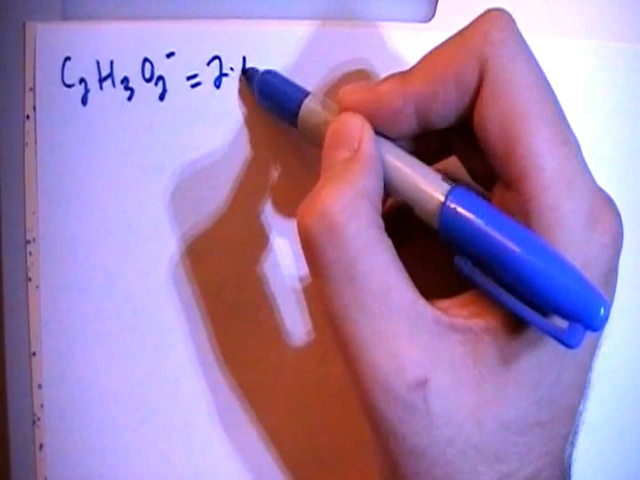 C₂H₃O₂⁻ = 2·